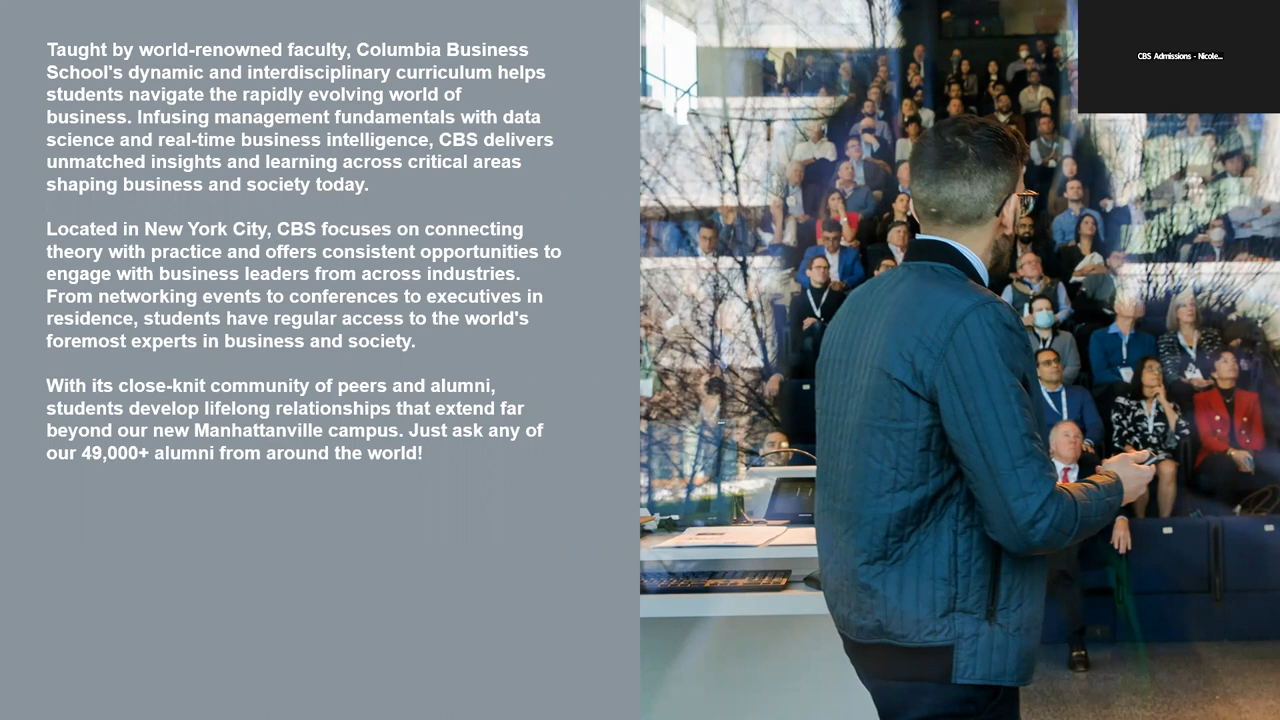 Taught by world-renowned faculty, Columbia Business
School's dynamic and interdisciplinary curriculum helps
students navigate the rapidly evolving world of
business. Infusing management fundamentals with data
science and real-time business intelligence, CBS delivers
unmatched insights and learning across critical areas
shaping business and society today.
Located in New York City, CBS focuses on connecting
theory with practice and offers consistent opportunities to
engage with business leaders from across industries.
From networking events to conferences to executives in
residence, students have regular access to the world's
foremost experts in business and society.
With its close-knit community of peers and alumni,
students develop lifelong relationships that extend far
beyond our new Manhattanville campus. Just ask any of
our 49,000+ alumni from around the world!
CBS Admissions - Nicole...